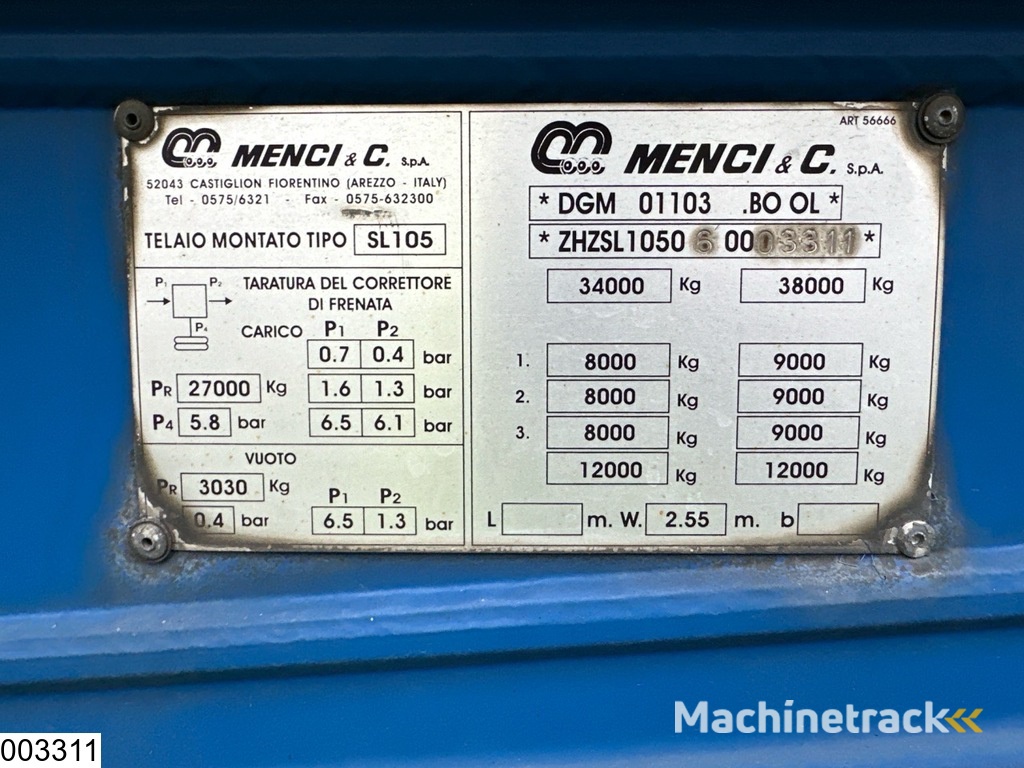 MENCI & C. S.p.A.
52043 CASTIGLION FIORENTINO (AREZZO - ITALY)
Tel - 0575/6321 - Fax - 0575-632300
TELAIO MONTATO TIPO SL105
P1 P2
P4
TARATURA DEL CORRETTORE
DI FRENATA
CARICO P1 P2
0.7 0.4 bar
PR 27000 Kg 1.6 1.3 bar
P4 5.8 bar 6.5 6.1 bar
VUOTO
PR 3030 Kg P1 P2
0.4 bar 6.5 1.3 bar
ART 56666
MENCI & C. S.p.A.
* DGM 01103 .BO OL *
* ZHZSL1050 6 00 03311 *
34000 Kg 38000 Kg
1. 8000 Kg 9000 Kg
2. 8000 Kg 9000 Kg
3. 8000 Kg 9000 Kg
12000 Kg 12000 Kg
L m. W. 2.55 m. b
Machinetrack
003311